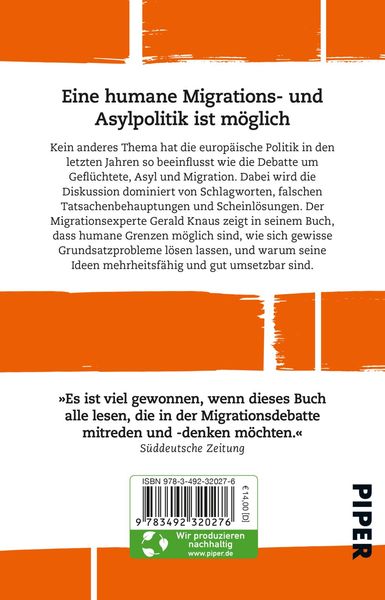 Eine humane Migrations- und
Asylpolitik ist möglich
Kein anderes Thema hat die europäische Politik in den
letzten Jahren so beeinflusst wie die Debatte um
Geflüchtete, Asyl und Migration. Dabei wird die
Diskussion dominiert von Schlagworten, falschen
Tatsachenbehauptungen und Scheinlösungen. Der
Migrationsexperte Gerald Knaus zeigt in seinem Buch,
dass humane Grenzen möglich sind, wie sich gewisse
Grundsatzprobleme lösen lassen, und warum seine
Ideen mehrheitsfähig und gut umsetzbar sind.
»Es ist viel gewonnen, wenn dieses Buch
alle lesen, die in der Migrationsdebatte
mitreden und -denken möchten.«
Süddeutsche Zeitung
ISBN 978-3-492-32027-6
€ 14,00 [D]
9 783492 320276
Wir produzieren
nachhaltig
www.piper.de
PIPER